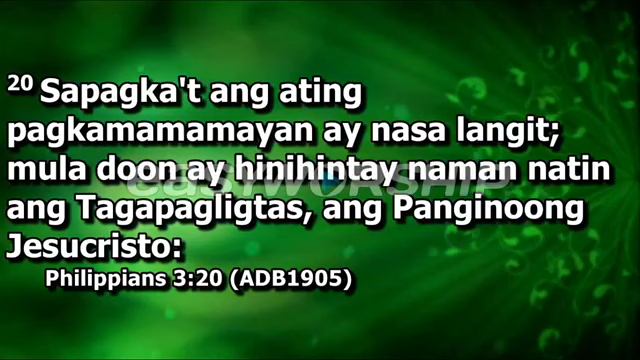 20 Sapagka't ang ating
pagkamamamayan ay nasa langit;
mula doon ay hinihintay naman natin
EASYWORSHIP
ang Tagapagligtas, ang Panginoong
Jesucristo:
Philippians 3:20 (ADB1905)